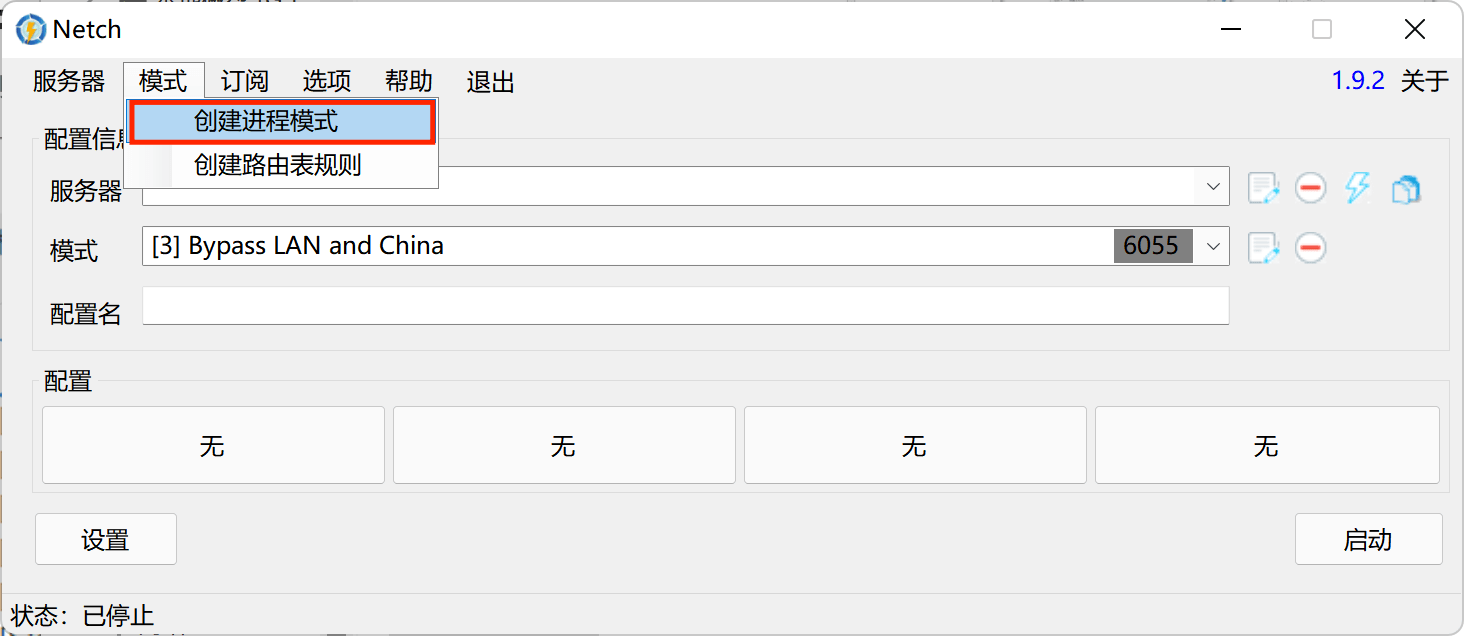 Netch
服务器 模式 订阅 选项 帮助 退出 1.9.2 关于
创建进程模式
配置信
创建路由表规则
服务器
模式 [3] Bypass LAN and China 6055
配置名
配置
无 无 无 无
设置 启动
状态：已停止